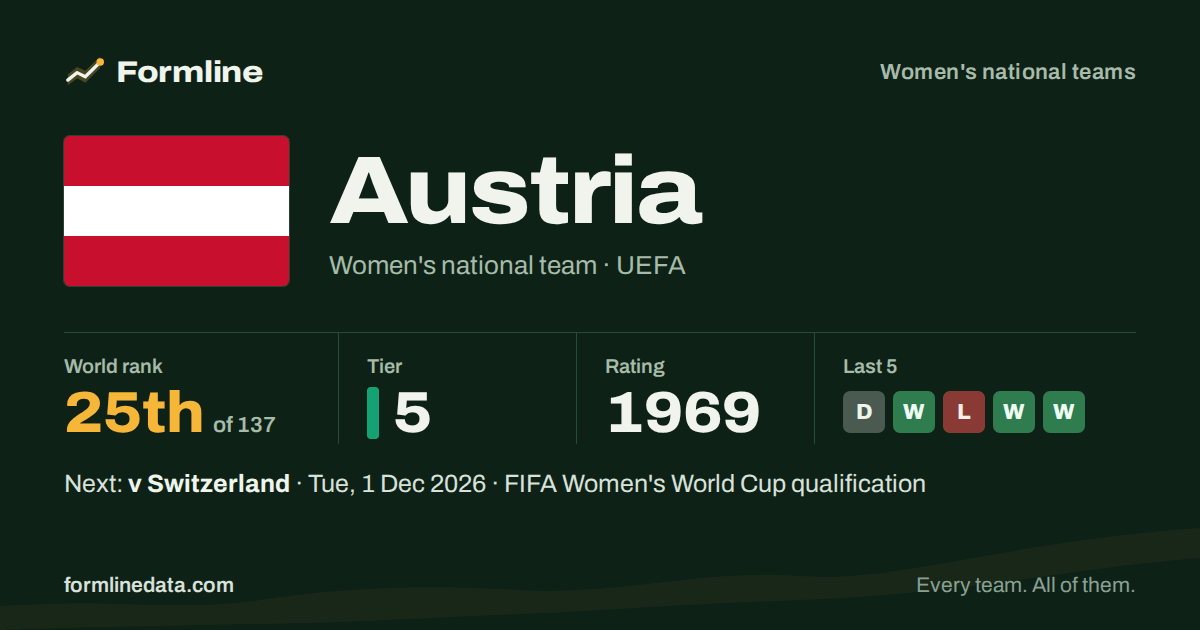 Formline
Women's national teams
Austria
Women's national team · UEFA
World rank
25th of 137
Tier
5
Rating
1969
Last 5
D W L W W
Next: v Switzerland · Tue, 1 Dec 2026 · FIFA Women's World Cup qualification
formlinedata.com
Every team. All of them.